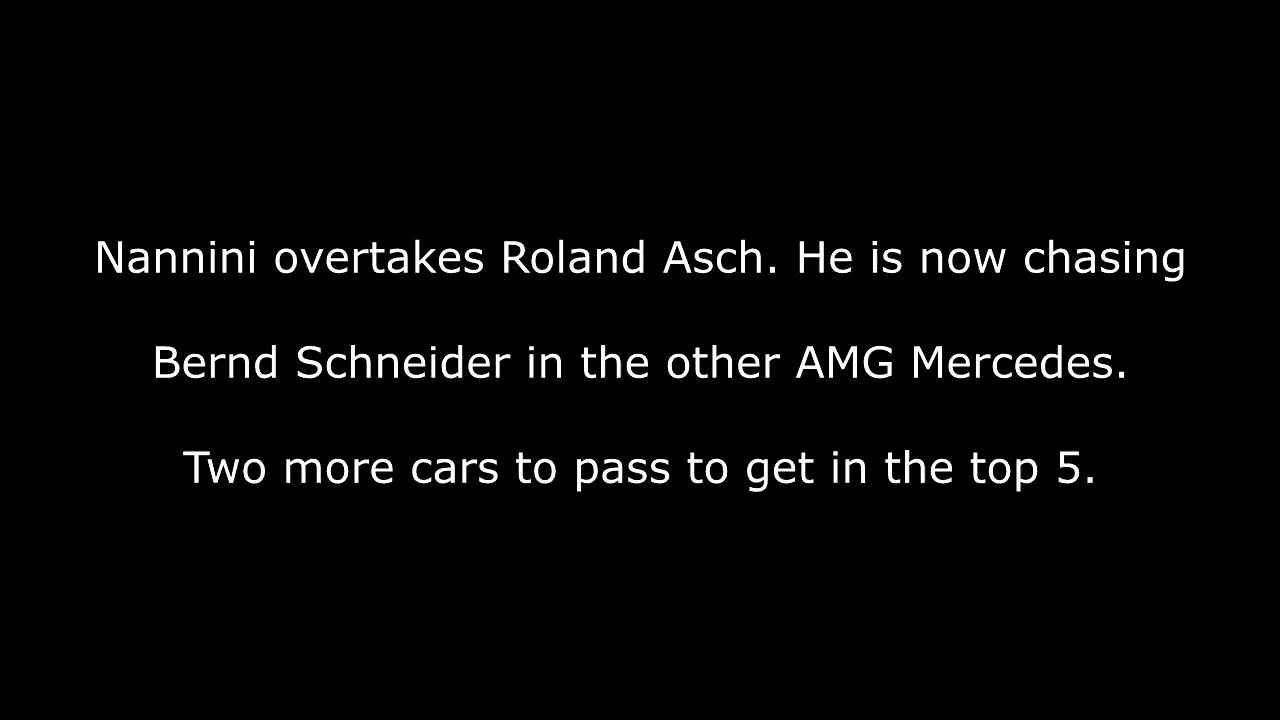 Nannini overtakes Roland Asch. He is now chasing
Bernd Schneider in the other AMG Mercedes.
Two more cars to pass to get in the top 5.